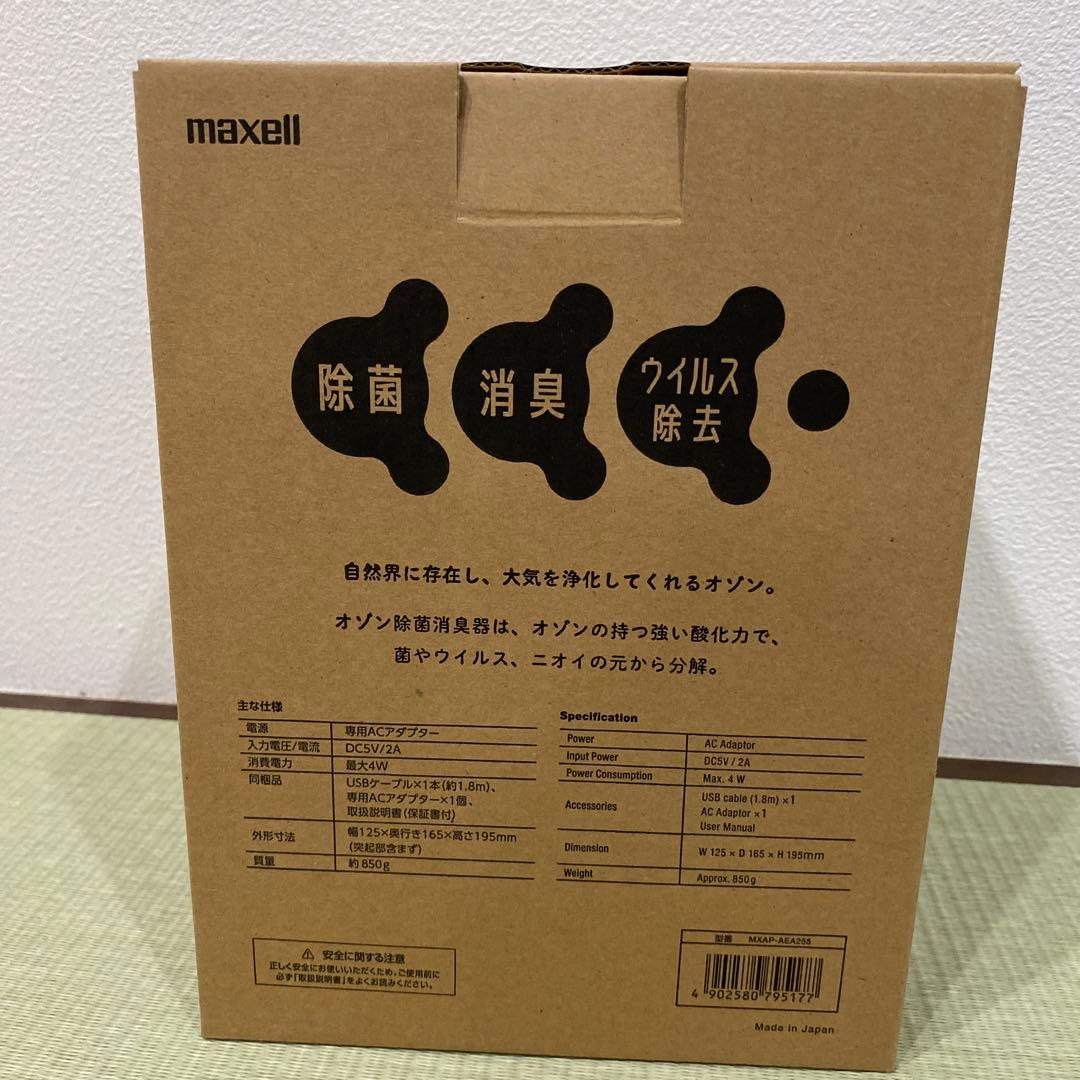 maxell
除菌
消臭
ウイルス
除去
自然界に存在し、大気を浄化してくれるオゾン。
オゾン除菌消臭器は、オゾンの持つ強い酸化力で、
菌やウイルス、ニオイの元から分解。
主な仕様
電源 専用ACアダプター
入力電圧/電流 DC5V/2A
消費電力 最大4W
同梱品 USBケーブル×1本(約1.8m)、
専用ACアダプター×1個、
取扱説明書(保証書付)
外形寸法 幅125×奥行き165×高さ195mm
(突起部含まず)
質量 約850g
Specification
Power AC Adaptor
Input Power DC5V / 2A
Power Consumption Max. 4 W
Accessories USB cable (1.8m) ×1
AC Adaptor ×1
User Manual
Dimension W 125 × D 165 × H 195mm
Weight Approx. 850g
⚠ 安全に関する注意
正しく安全にお使いいただくため、ご使用前に
必ず「取扱説明書」をよくお読みください。
型番 MXAP-AEA255
4 902580 795177
Made in Japan